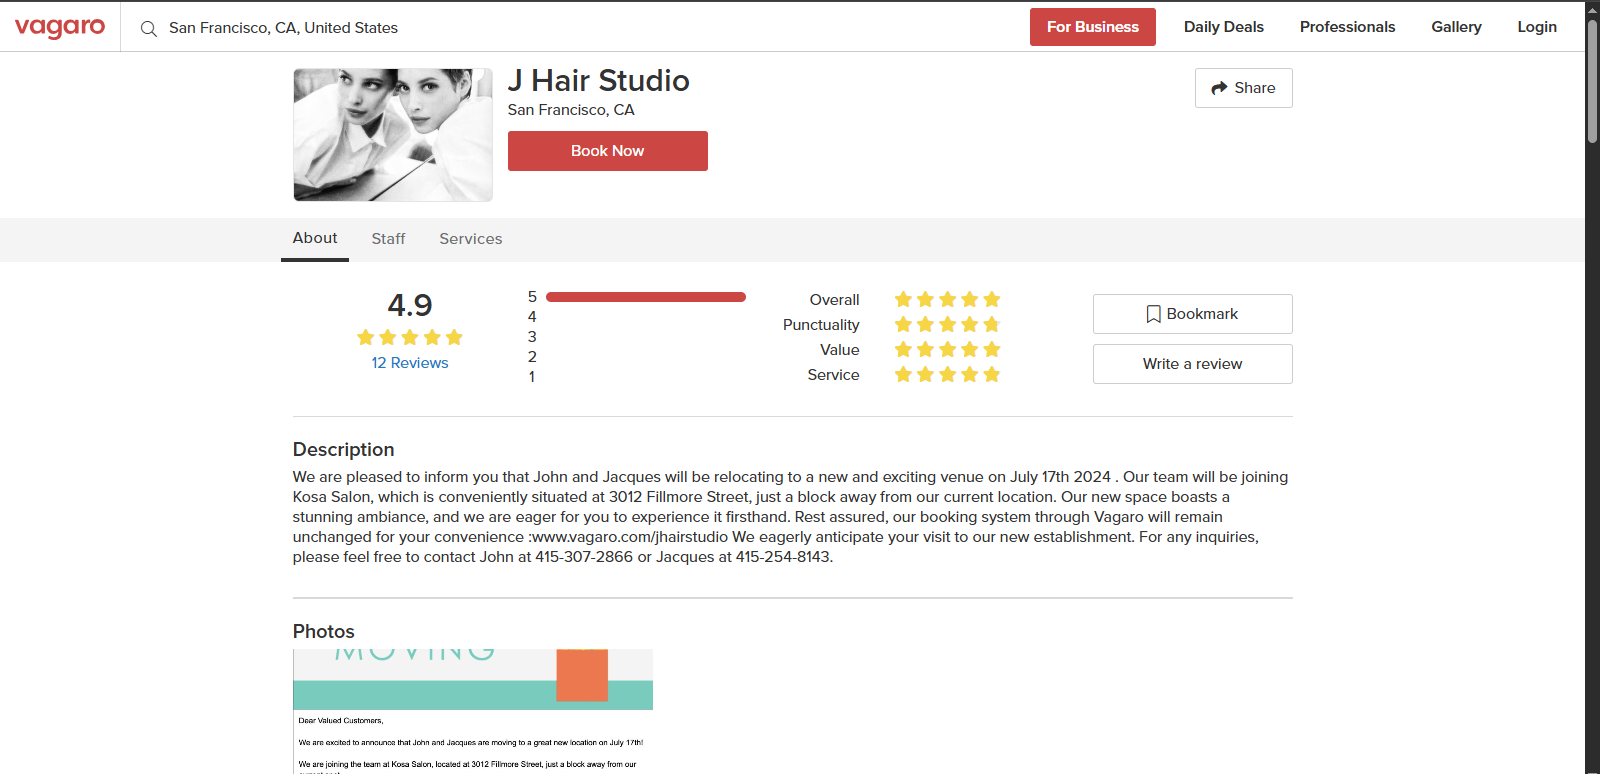 vagaro
San Francisco, CA, United States
For Business
Daily Deals
Professionals
Gallery
Login
J Hair Studio
San Francisco, CA
Book Now
Share
About
Staff
Services
4.9
12 Reviews
5
4
3
2
1
Overall
Punctuality
Value
Service
Bookmark
Write a review
Description
We are pleased to inform you that John and Jacques will be relocating to a new and exciting venue on July 17th 2024 . Our team will be joining
Kosa Salon, which is conveniently situated at 3012 Fillmore Street, just a block away from our current location. Our new space boasts a
stunning ambiance, and we are eager for you to experience it firsthand. Rest assured, our booking system through Vagaro will remain
unchanged for your convenience :www.vagaro.com/jhairstudio We eagerly anticipate your visit to our new establishment. For any inquiries,
please feel free to contact John at 415-307-2866 or Jacques at 415-254-8143.
Photos
MOVING
Dear Valued Customers,
We are excited to announce that John and Jacques are moving to a great new location on July 17th!
We are joining the team at Kosa Salon, located at 3012 Fillmore Street, just a block away from our